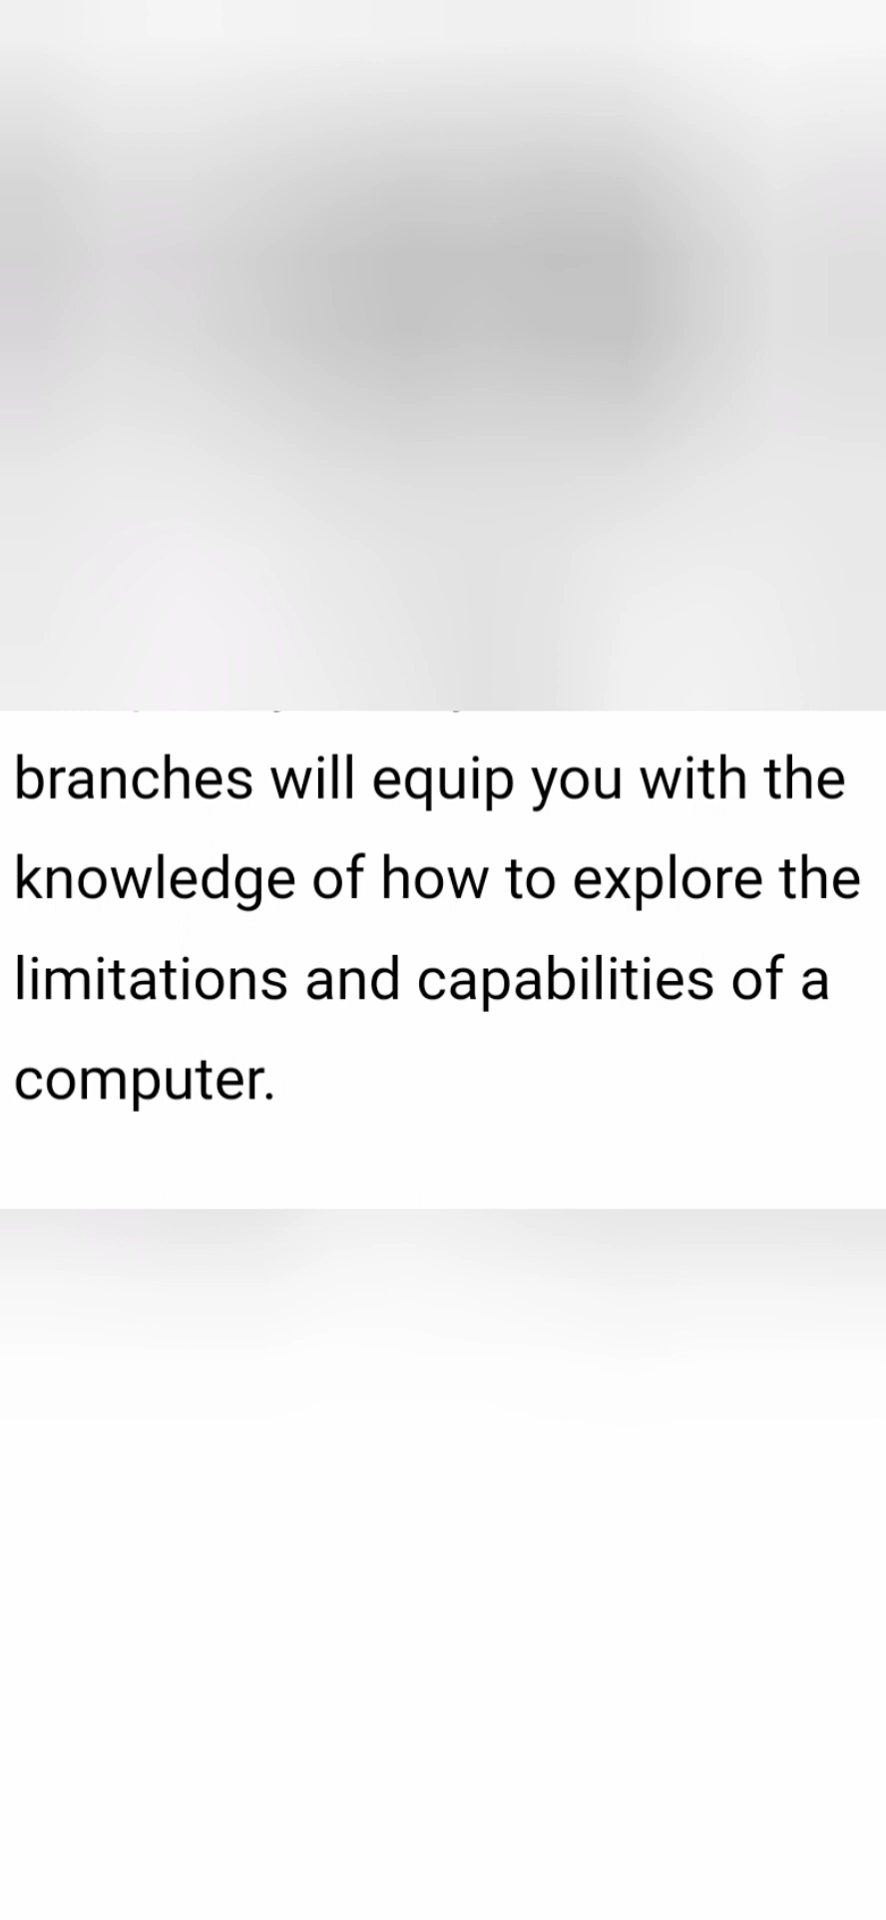 branches will equip you with the
knowledge of how to explore the
limitations and capabilities of a
computer.